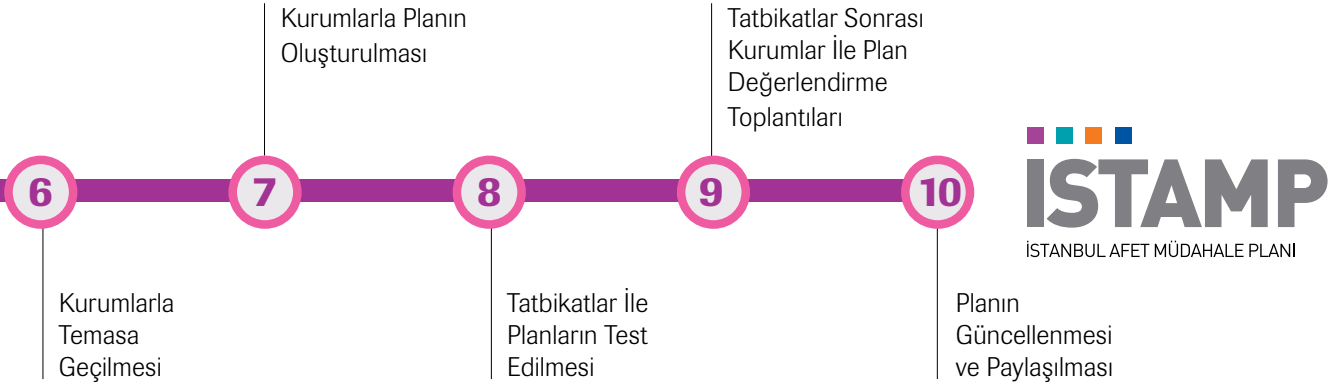 6
Kurumlarla
Temasa
Geçilmesi
7
Kurumlarla Planın
Oluşturulması
8
Tatbikatlar İle
Planların Test
Edilmesi
9
Tatbikatlar Sonrası
Kurumlar İle Plan
Değerlendirme
Toplantıları
10
Planın
Güncellenmesi
ve Paylaşılması
İSTAMP
İSTANBUL AFET MÜDAHALE PLANI